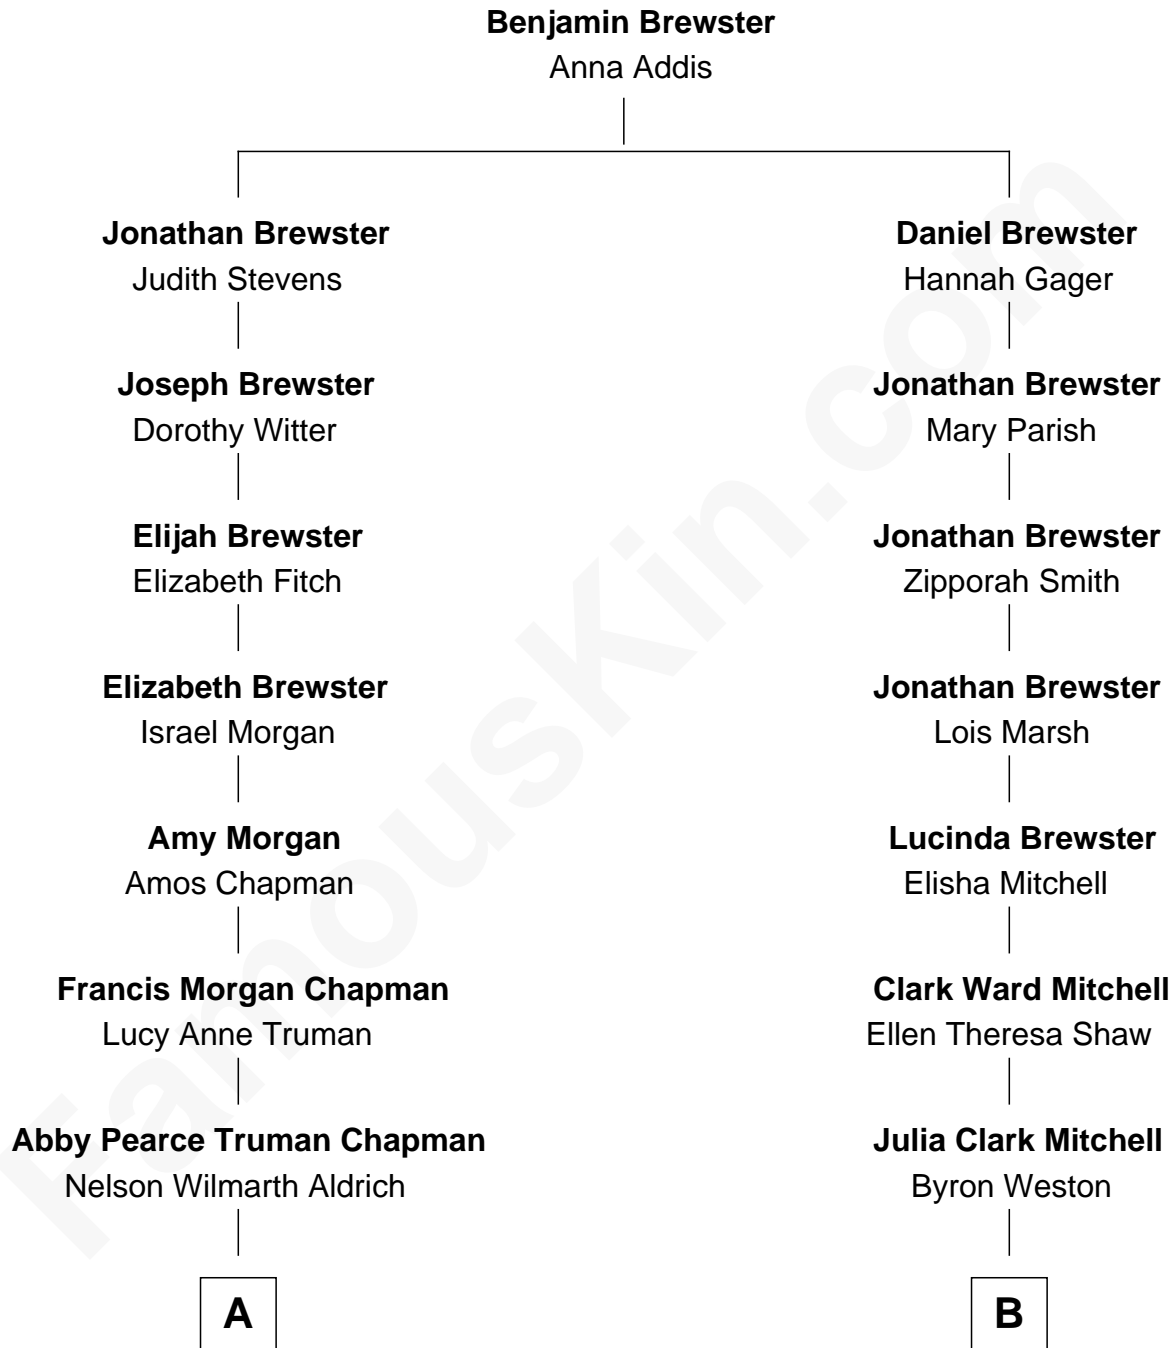 Benjamin Brewster
Anna Addis
Jonathan Brewster
Judith Stevens
Daniel Brewster
Hannah Gager
Joseph Brewster
Dorothy Witter
Jonathan Brewster
Mary Parish
Elijah Brewster
Elizabeth Fitch
Jonathan Brewster
Zipporah Smith
Elizabeth Brewster
Israel Morgan
Jonathan Brewster
Lois Marsh
Amy Morgan
Amos Chapman
Lucinda Brewster
Elisha Mitchell
Francis Morgan Chapman
Lucy Anne Truman
Clark Ward Mitchell
Ellen Theresa Shaw
Abby Pearce Truman Chapman
Nelson Wilmarth Aldrich
Julia Clark Mitchell
Byron Weston
A
B
FamousKin.com